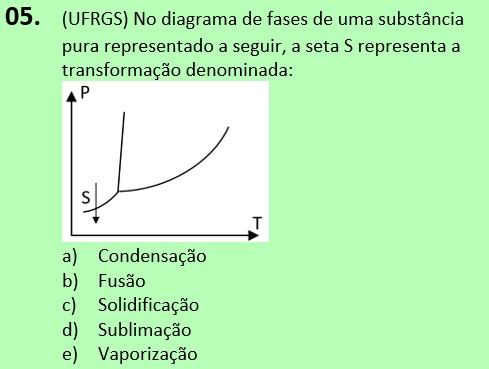 05. (UFRGS) No diagrama de fases de uma substância
pura representado a seguir, a seta S representa a
transformação denominada:
P
S
T
a) Condensação
b) Fusão
c) Solidificação
d) Sublimação
e) Vaporização